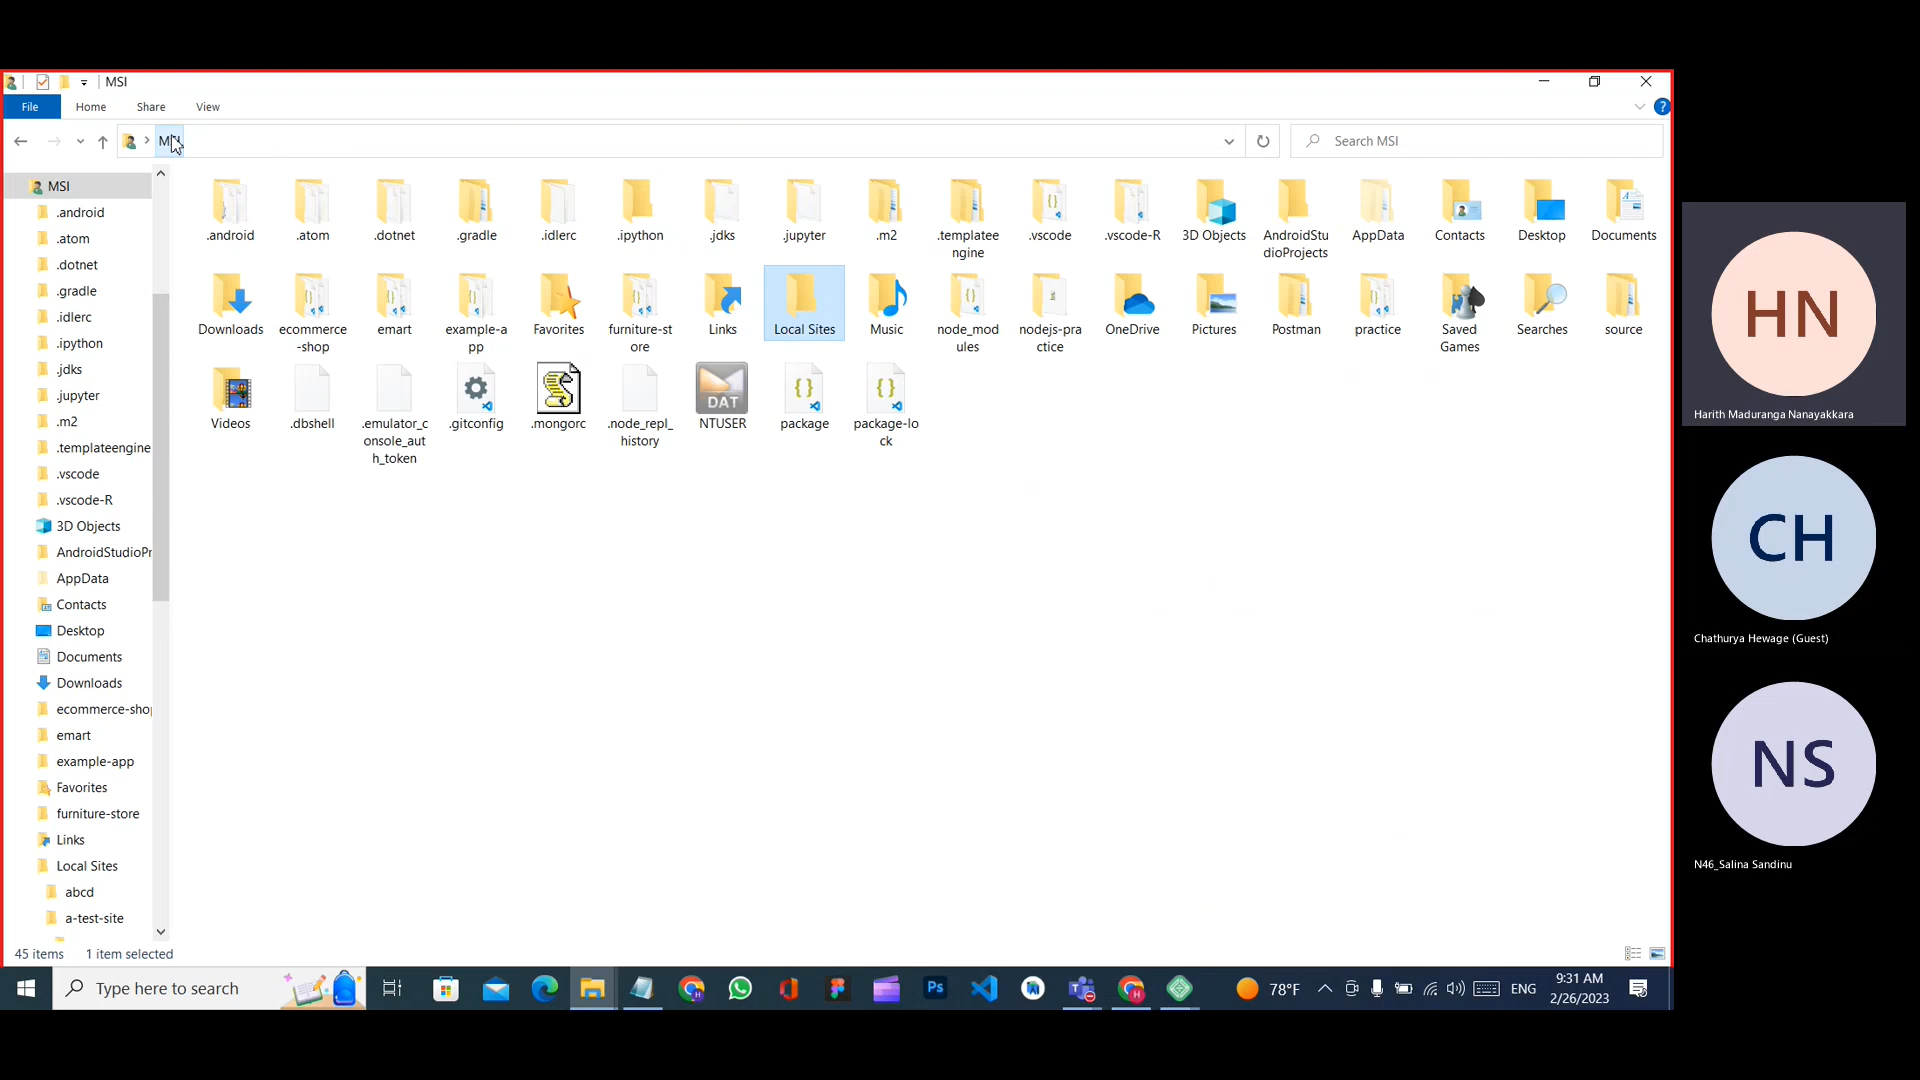 MSI
File Home Share View
?
MSI
Search MSI
MSI
.android
.atom
.dotnet
.gradle
.idlerc
.ipython
.jdks
.jupyter
.m2
.templateengine
.vscode
.vscode-R
3D Objects
AndroidStudioPr
AppData
Contacts
Desktop
Documents
Downloads
ecommerce-sho
emart
example-app
Favorites
furniture-store
Links
Local Sites
abcd
a-test-site
.android .atom .dotnet .gradle .idlerc .ipython .jdks .jupyter .m2 .templatee .vscode .vscode-R 3D Objects AndroidStu AppData Contacts Desktop Documents
ngine dioProjects
Downloads ecommerce emart example-a Favorites furniture-st Links Local Sites Music node_mod nodejs-pra OneDrive Pictures Postman practice Saved Searches source
-shop pp ore ules ctice Games
DAT
Videos .dbshell .emulator_c .gitconfig .mongorc .node_repl_ NTUSER package package-lo
onsole_aut history ck
h_token
45 items 1 item selected
Type here to search
Ps
78°F
ENG
9:31 AM
2/26/2023
HN
Harith Maduranga Nanayakkara
CH
Chathurya Hewage (Guest)
NS
N46_Salina Sandinu